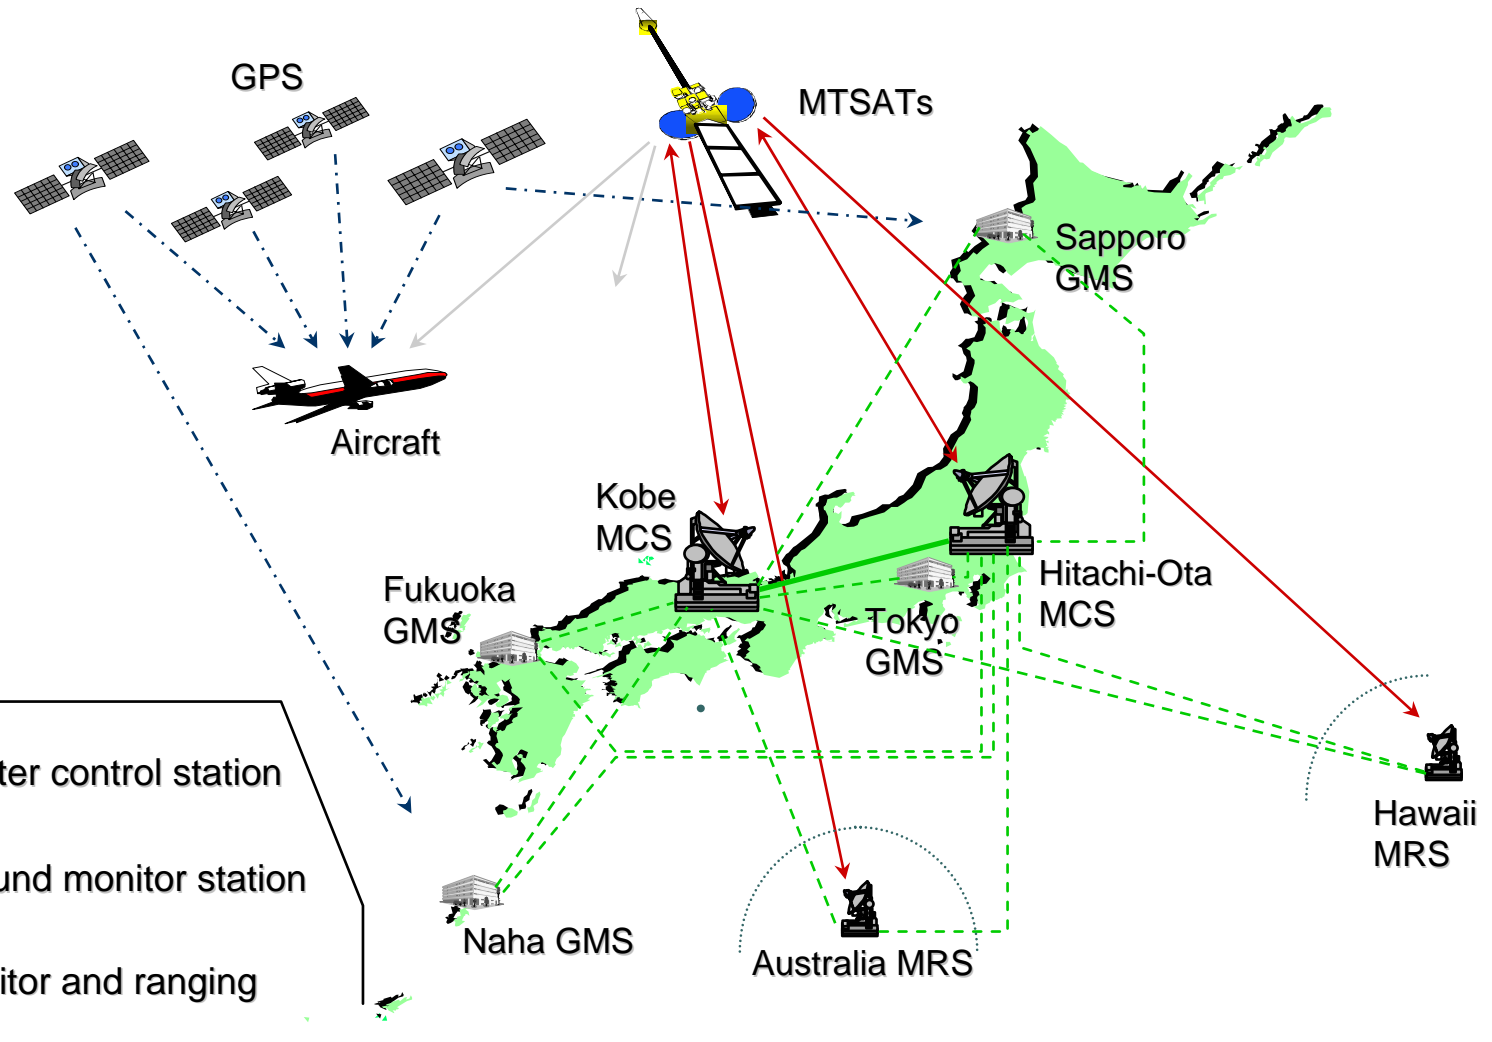 GPS
MTSATs
Sapporo
GMS
Aircraft
Kobe
MCS
Fukuoka
GMS
Hitachi-Ota
MCS
Tokyo
GMS
ter control station
und monitor station
itor and ranging
Hawaii
MRS
Naha GMS
Australia MRS